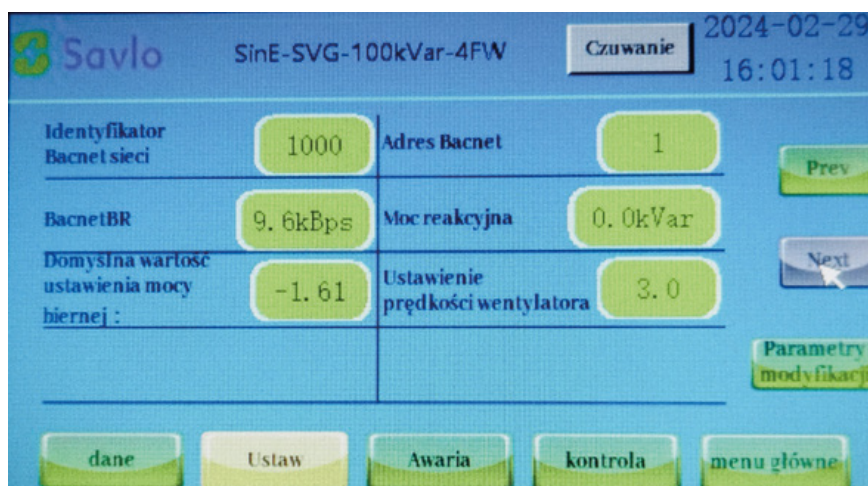 Savlo
SinE-SVG-100kVar-4FW
Czuwanie
2024-02-29
16:01:18
Identyfikator
Bacnet sieci
1000
Adres Bacnet
1
Prev
BacnetBR
9.6kBps
Moc reakcyjna
0.0kVar
Next
Domyślna wartość
ustawienia mocy
biernej :
-1.61
Ustawienie
prędkości wentylatora
3.0
Parametry
modyfikacji
dane
Ustaw
Awaria
kontrola
menu główne